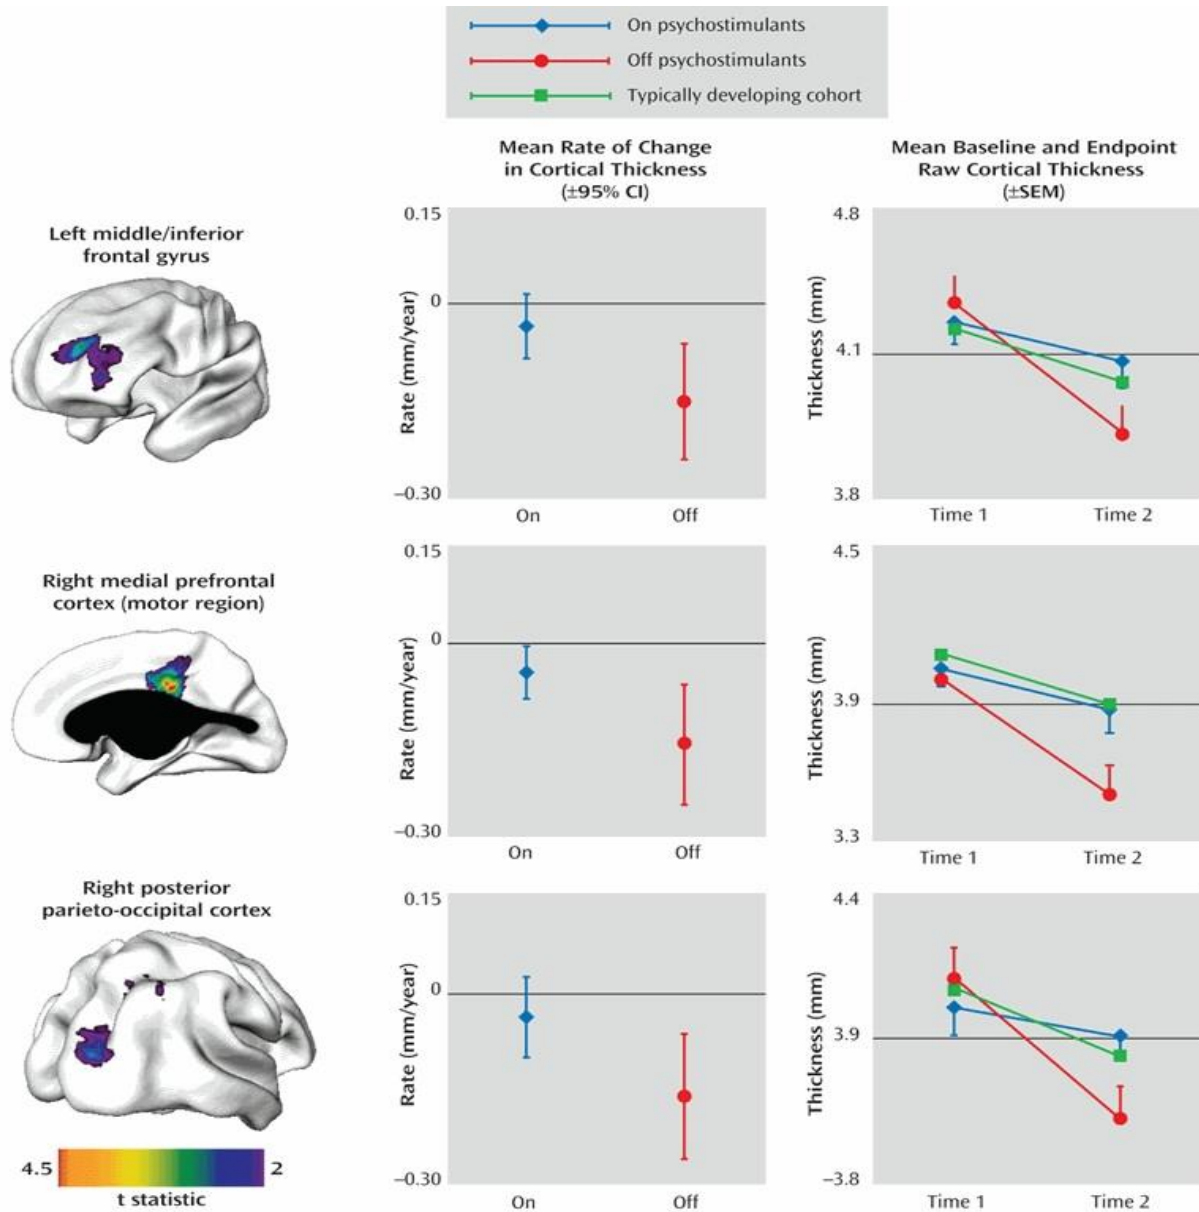 On psychostimulants
Off psychostimulants
Typically developing cohort
Mean Rate of Change
in Cortical Thickness
(±95% CI)
Mean Baseline and Endpoint
Raw Cortical Thickness
(±SEM)
Left middle/inferior
frontal gyrus
0.15
0
−0.30
Rate (mm/year)
On
Off
4.8
4.1
3.8
Thickness (mm)
Time 1
Time 2
Right medial prefrontal
cortex (motor region)
0.15
0
−0.30
Rate (mm/year)
On
Off
4.5
3.9
3.3
Thickness (mm)
Time 1
Time 2
Right posterior
parieto-occipital cortex
0.15
0
−0.30
Rate (mm/year)
On
Off
4.4
3.9
−3.8
Thickness (mm)
Time 1
Time 2
4.5
2
t statistic